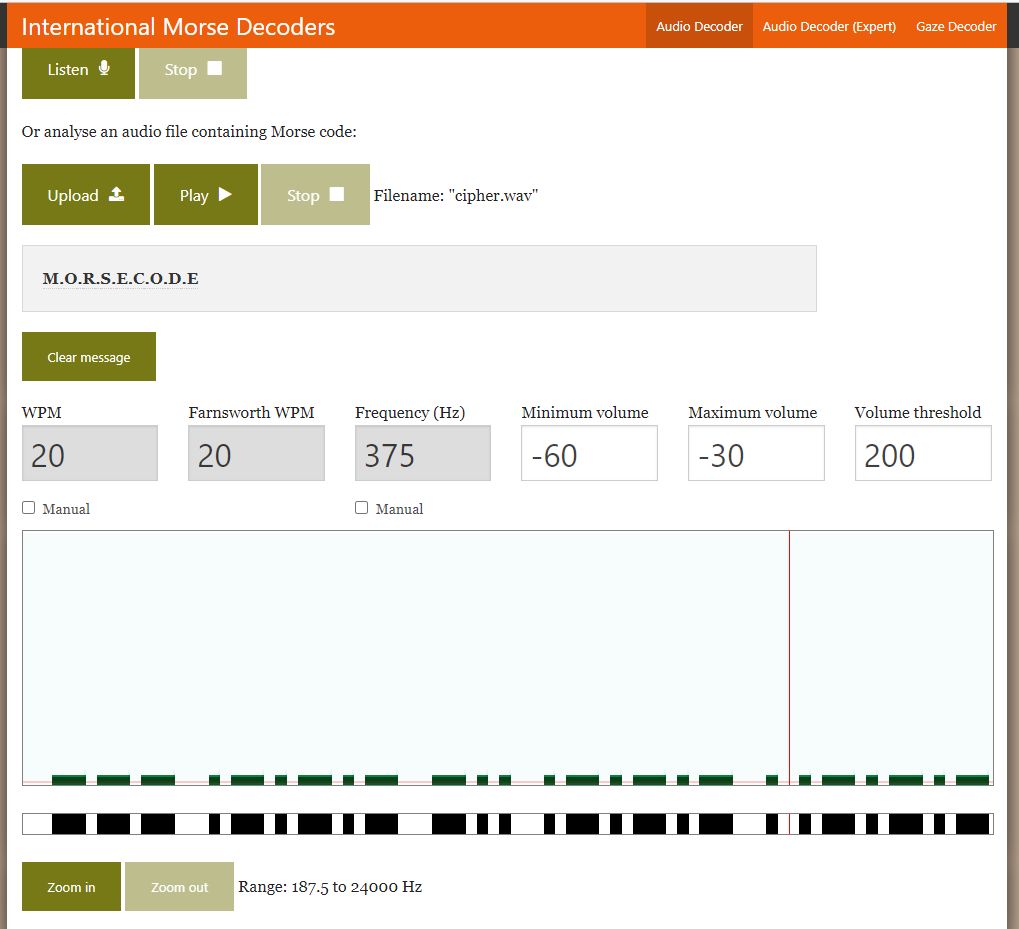 International Morse Decoders
Audio Decoder Audio Decoder (Expert) Gaze Decoder
Listen Stop
Or analyse an audio file containing Morse code:
Upload Play Stop Filename: "cipher.wav"
M.O.R.S.E.C.O.D.E
Clear message
WPM Farnsworth WPM Frequency (Hz) Minimum volume Maximum volume Volume threshold
20 20 375 -60 -30 200
Manual Manual
Zoom in Zoom out Range: 187.5 to 24000 Hz